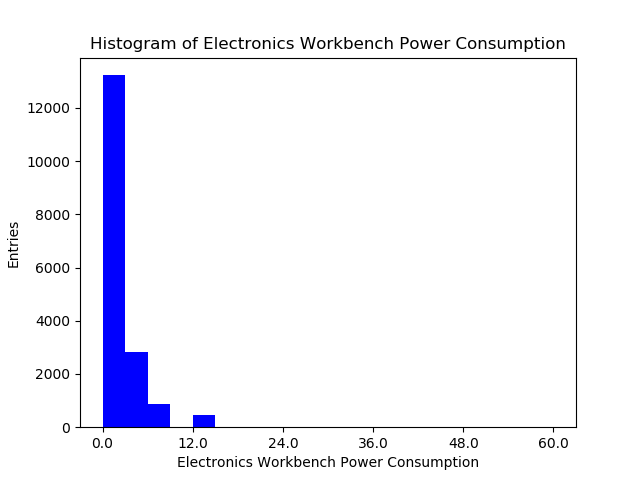 Histogram of Electronics Workbench Power Consumption
12000
10000
8000
6000
4000
2000
0
Entries
0.0 12.0 24.0 36.0 48.0 60.0
Electronics Workbench Power Consumption